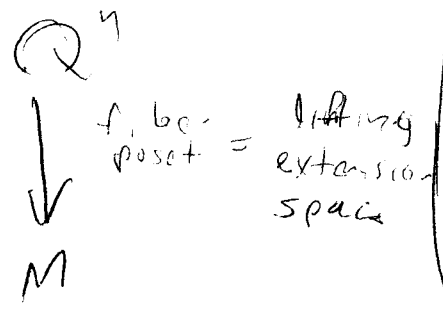 Q^n
fiber poset = lifting extension space
M